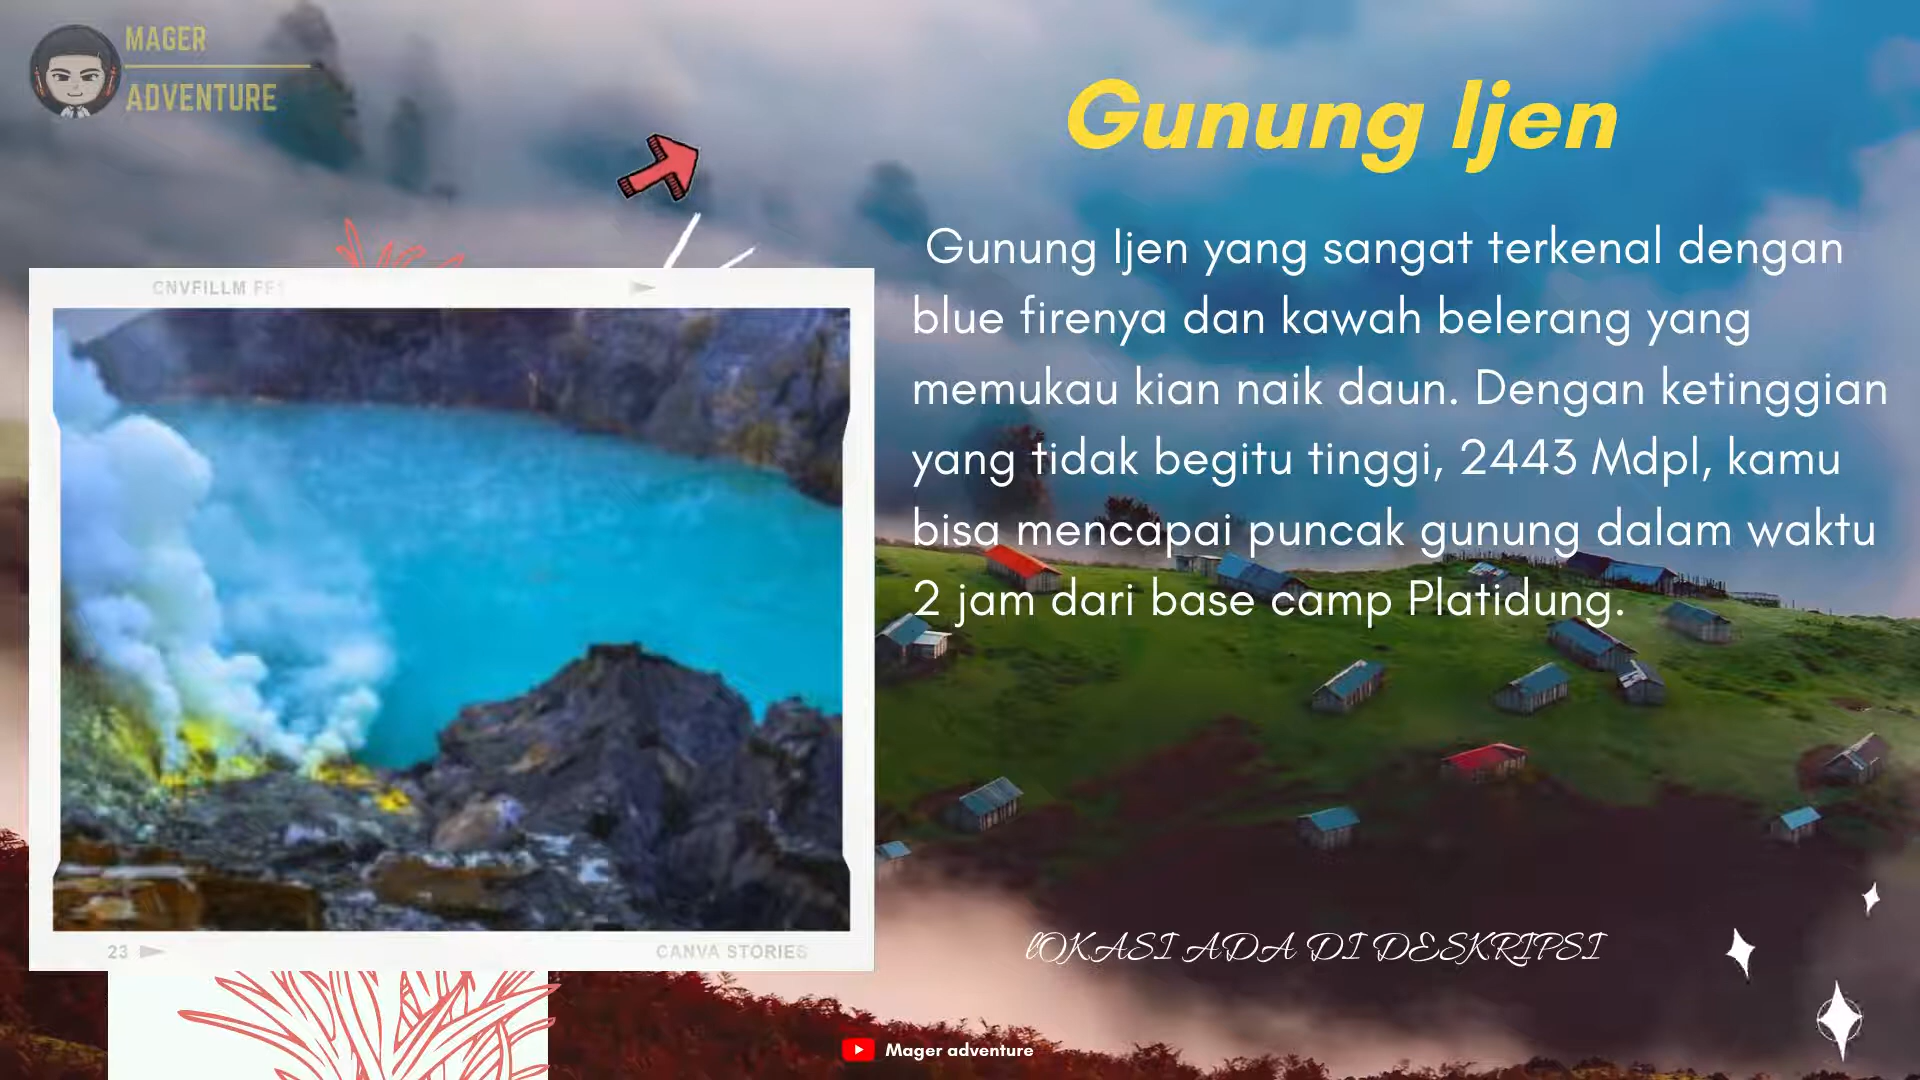 MAGER
ADVENTURE
Gunung Ijen
Gunung Ijen yang sangat terkenal dengan
blue firenya dan kawah belerang yang
memukau kian naik daun. Dengan ketinggian
yang tidak begitu tinggi, 2443 Mdpl, kamu
bisa mencapai puncak gunung dalam waktu
2 jam dari base camp Platidung.
CNVFILLM
23
CANVA STORIES
lOKASI ADA DI DESKRIPSI
Mager adventure